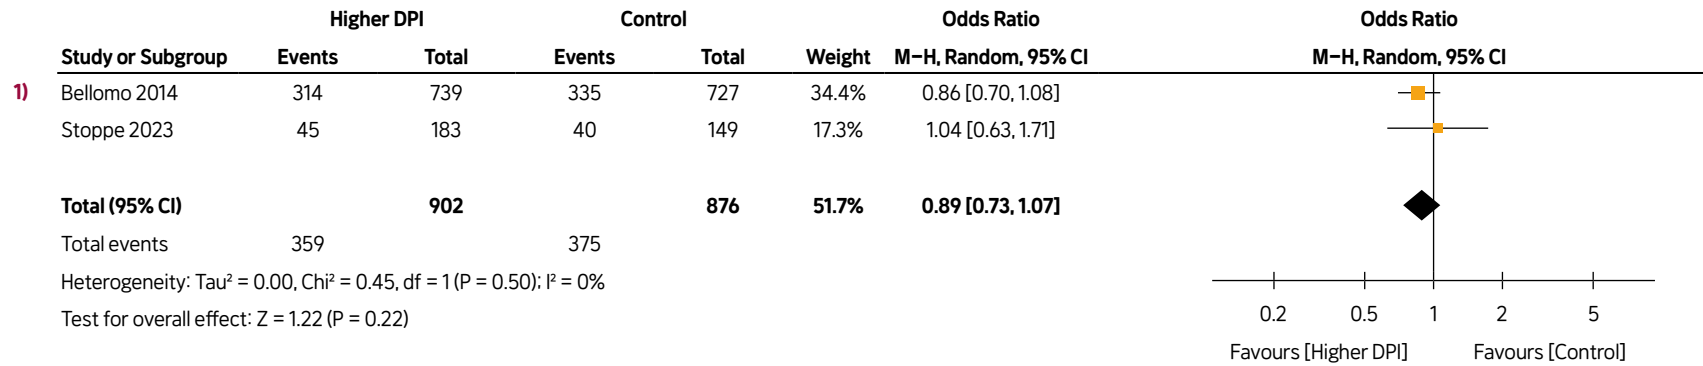 Higher DPI Control Odds Ratio Odds Ratio
Study or Subgroup Events Total Events Total Weight M–H, Random, 95% CI M–H, Random, 95% CI
1) Bellomo 2014 314 739 335 727 34.4% 0.86 [0.70, 1.08]
Stoppe 2023 45 183 40 149 17.3% 1.04 [0.63, 1.71]
Total (95% CI) 902 876 51.7% 0.89 [0.73, 1.07]
Total events 359 375
Heterogeneity: Tau² = 0.00, Chi² = 0.45, df = 1 (P = 0.50); I² = 0%
Test for overall effect: Z = 1.22 (P = 0.22)
0.2 0.5 1 2 5
Favours [Higher DPI] Favours [Control]